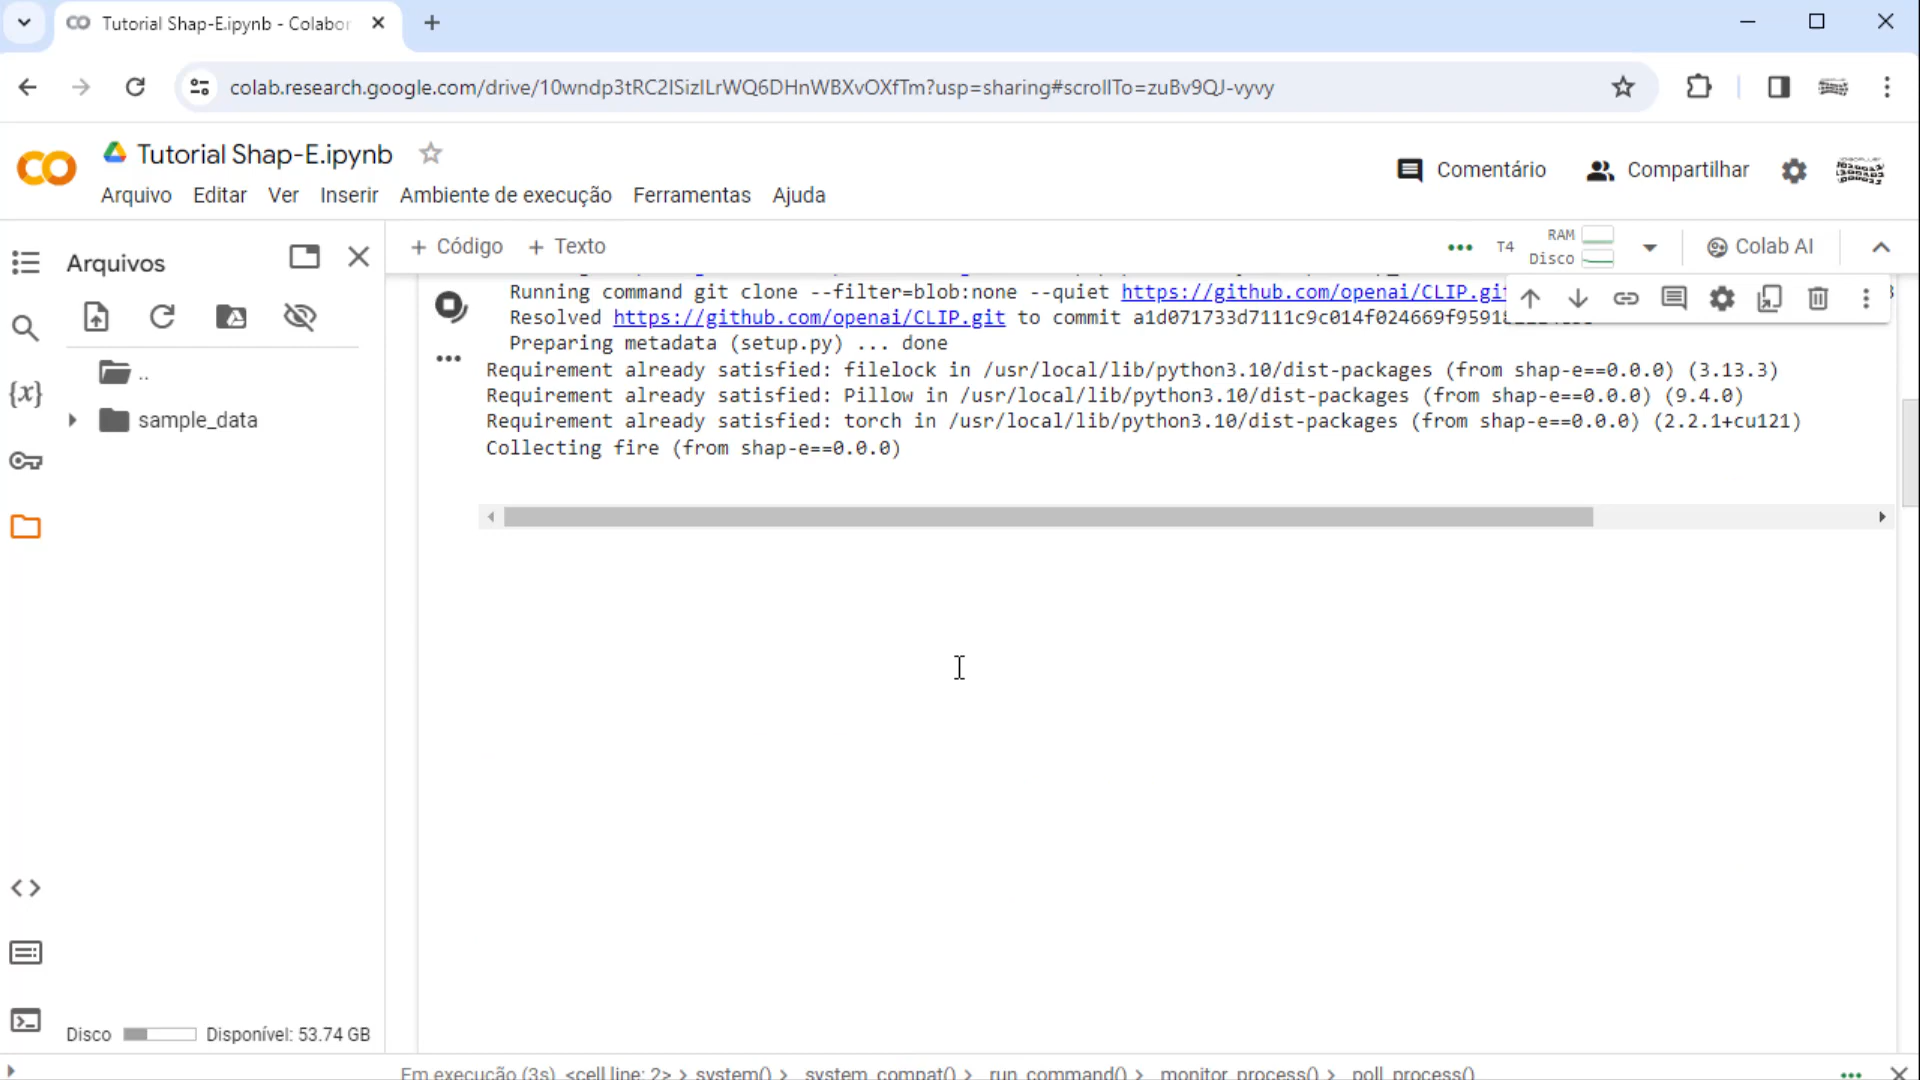 Tutorial Shap-E.ipynb - Colabor
colab.research.google.com/drive/10wndp3tRC2ISizILrWQ6DHnWBXvOXfTm?usp=sharing#scrollTo=zuBv9QJ-vyvy
Tutorial Shap-E.ipynb
Comentário Compartilhar
Arquivo Editar Ver Inserir Ambiente de execução Ferramentas Ajuda
Arquivos
+ Código + Texto
T4 RAM
Disco
Colab AI
Running command git clone --filter=blob:none --quiet https://github.com/openai/CLIP.git
Resolved https://github.com/openai/CLIP.git to commit
Preparing metadata (setup.py) ... done
Requirement already satisfied: filelock in /usr/local/lib/python3.10/dist-packages (from shap-e==0.0.0) (3.13.3)
Requirement already satisfied: Pillow in /usr/local/lib/python3.10/dist-packages (from shap-e==0.0.0) (9.4.0)
Requirement already satisfied: torch in /usr/local/lib/python3.10/dist-packages (from shap-e==0.0.0) (2.2.1+cu121)
Collecting fire (from shap-e==0.0.0)
..
sample_data
Disco Disponível: 53.74 GB
Em execução (3s) <cell line: 2> > system() > _system_compat() > _run_command() > _monitor_process() > _poll_process()